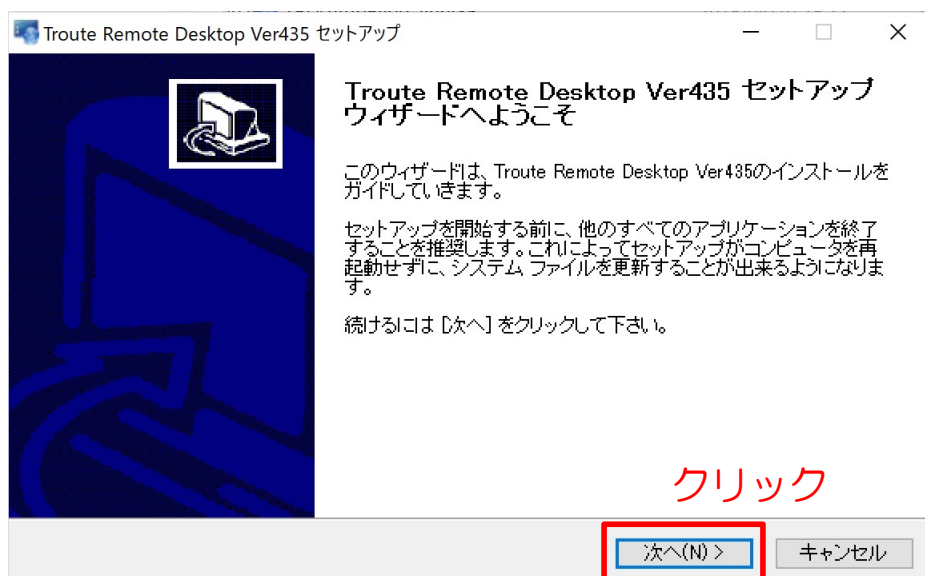 Troute Remote Desktop Ver435 セットアップ
Troute Remote Desktop Ver435 セットアップ
ウィザードへようこそ
このウィザードは、Troute Remote Desktop Ver435のインストールを
ガイドしていきます。
セットアップを開始する前に、他のすべてのアプリケーションを終了
することを推奨します。これによってセットアップがコンピュータを再
起動せずに、システム ファイルを更新することが出来るようになりま
す。
続けるには [次へ] をクリックして下さい。
クリック
次へ(N) >
キャンセル